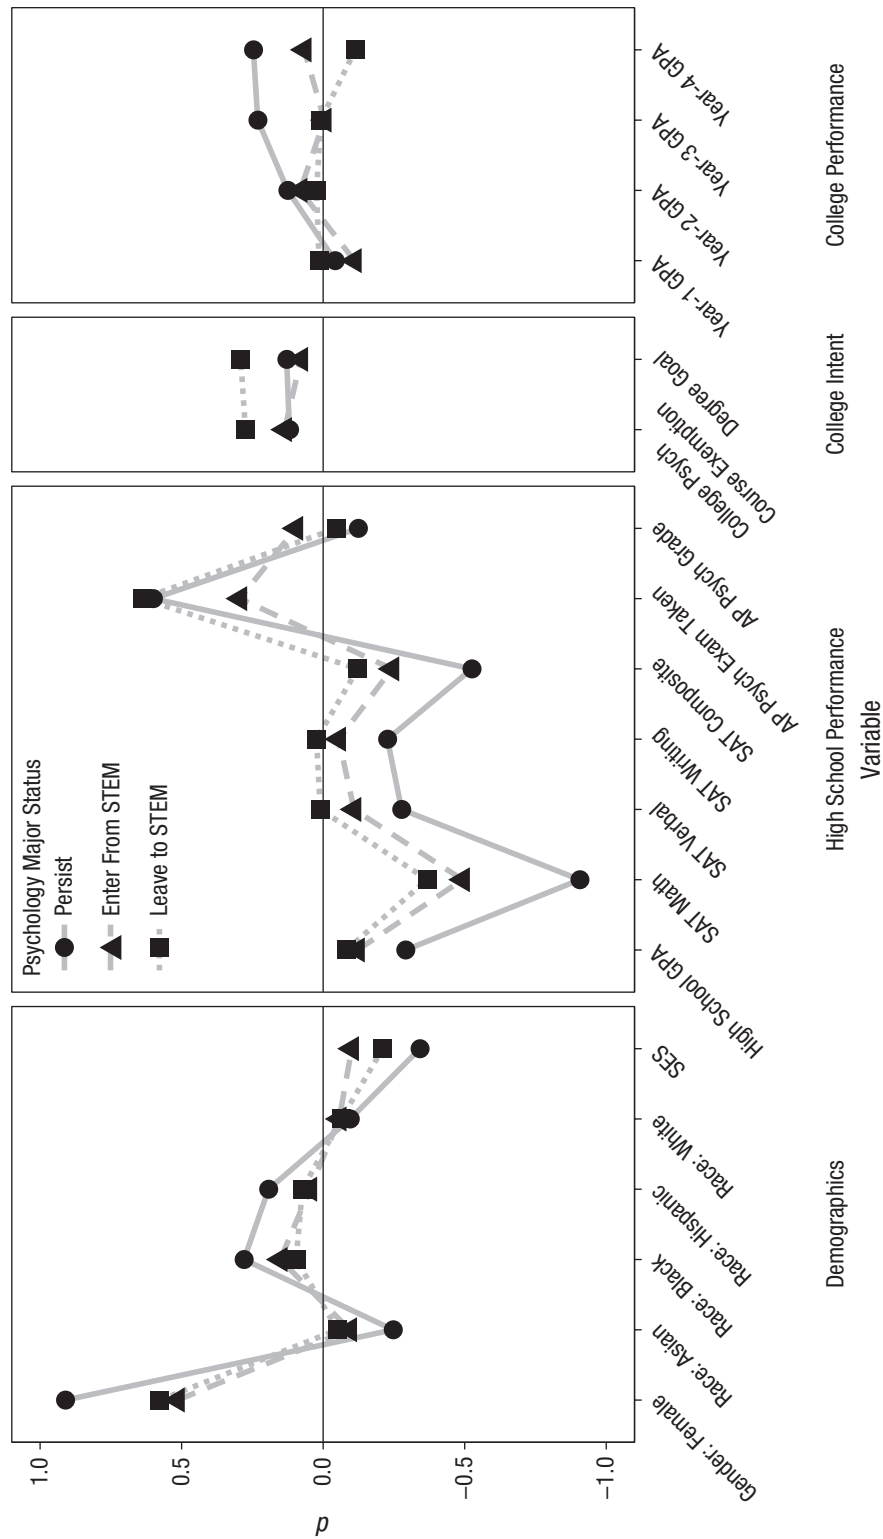 Psychology Major Status
Persist
Enter From STEM
Leave to STEM
1.0
0.5
0.0
−0.5
−1.0
d
Gender: Female
Race: Asian
Race: Black
Race: Hispanic
Race: White
SES
High School GPA
SAT Math
SAT Verbal
SAT Writing
SAT Composite
AP Psych Exam Taken
AP Psych Grade
College Psych
Course Exemption
Degree Goal
Year-1 GPA
Year-2 GPA
Year-3 GPA
Year-4 GPA
Demographics
High School Performance
College Intent
College Performance
Variable